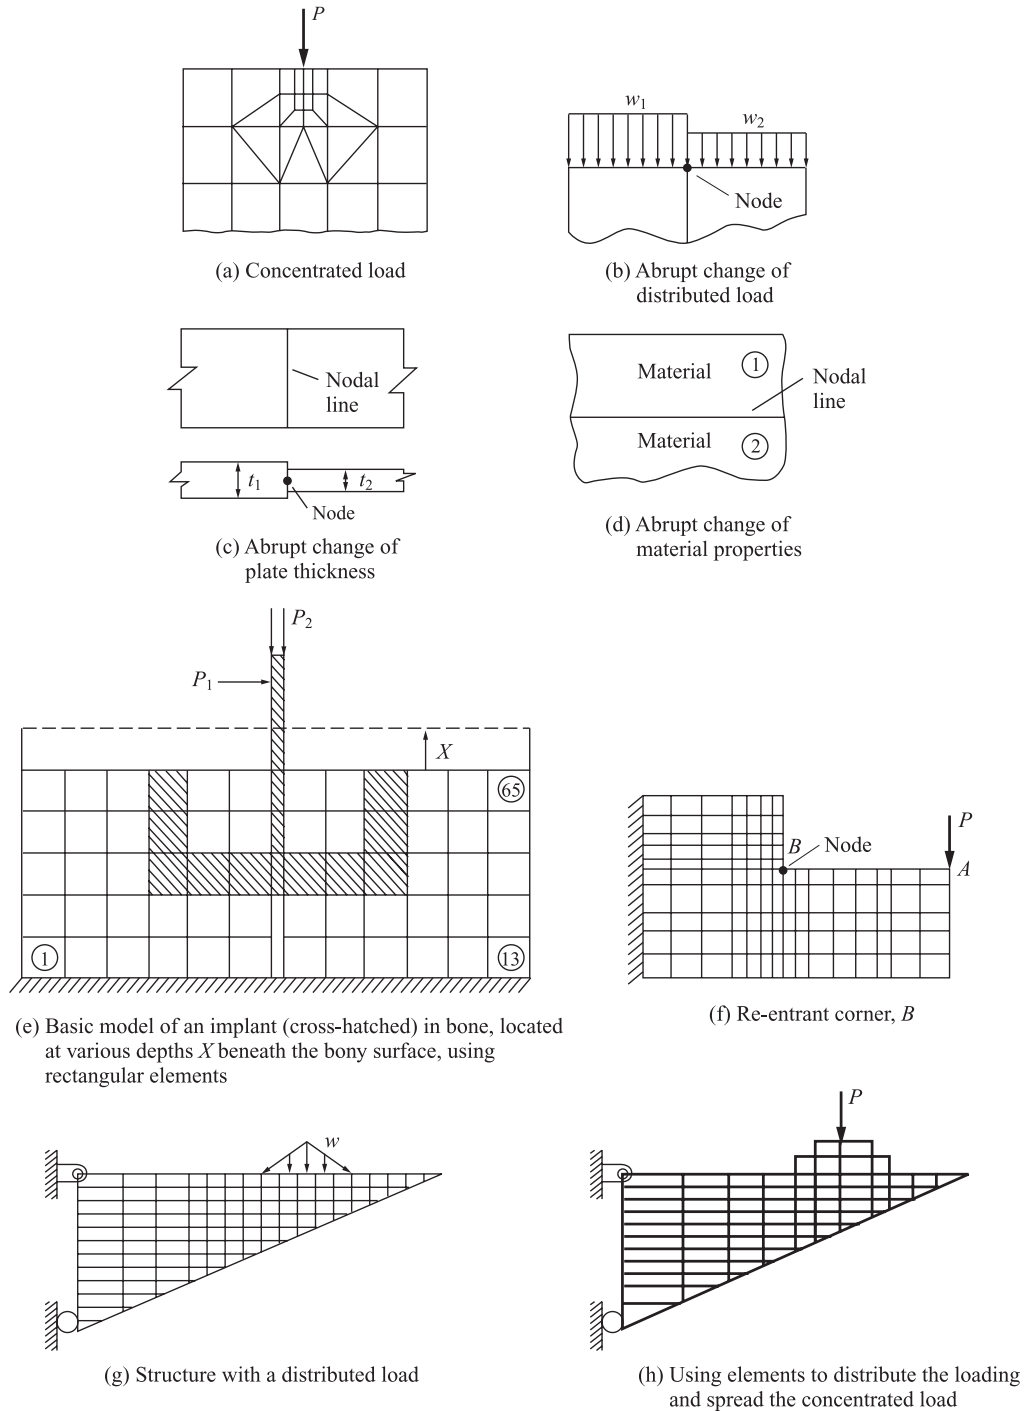 P
w1
w2
Node
(a) Concentrated load
(b) Abrupt change of
distributed load
Nodal
line
t1
t2
Node
(c) Abrupt change of
plate thickness
Material 1
Nodal
line
Material 2
(d) Abrupt change of
material properties
P2
P1
X
65
1
13
(e) Basic model of an implant (cross-hatched) in bone, located
at various depths X beneath the bony surface, using
rectangular elements
P
B
Node
A
(f) Re-entrant corner, B
w
(g) Structure with a distributed load
P
(h) Using elements to distribute the loading
and spread the concentrated load